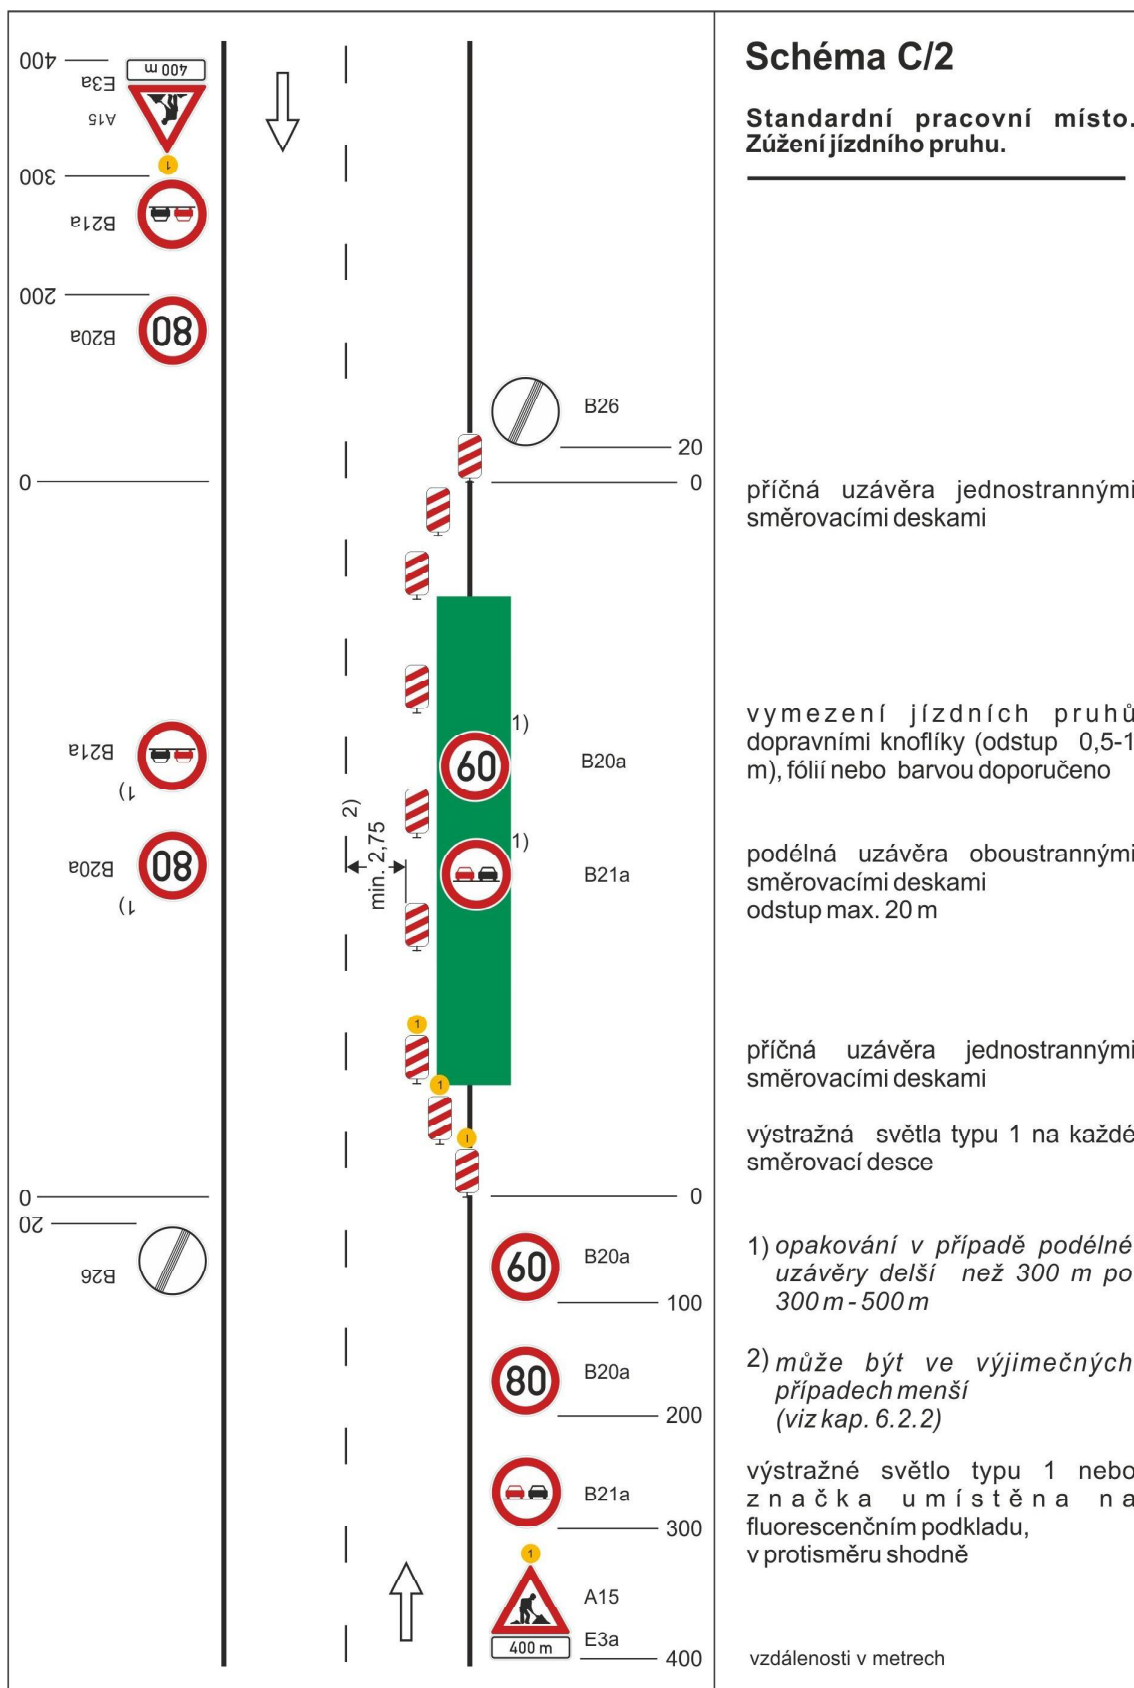 Schéma C/2
Standardní pracovní místo.
Zúžení jízdního pruhu.
400
400 m
E3a
A15
1
300
B21a
200
80
B20a
B26
20
0
0
příčná uzávěra jednostrannými
směrovacími deskami
vymezení jízdních pruhů
dopravními knoflíky (odstup 0,5-1
m), fólií nebo barvou doporučeno
1)
60
B20a
B21a
1)
2)
min. 2,75
1)
B21a
80
B20a
1)
podélná uzávěra oboustrannými
směrovacími deskami
odstup max. 20 m
1
1
1
příčná uzávěra jednostrannými
směrovacími deskami
výstražná světla typu 1 na každé
směrovací desce
0
0
20
B26
60
B20a
100
1) opakování v případě podélné
uzávěry delší než 300 m po
300 m - 500 m
80
B20a
200
2) může být ve výjimečných
případech menší
(viz kap. 6.2.2)
B21a
300
výstražné světlo typu 1 nebo
značka umístěna na
fluorescenčním podkladu,
v protisměru shodně
1
A15
400 m
E3a
400
vzdálenosti v metrech